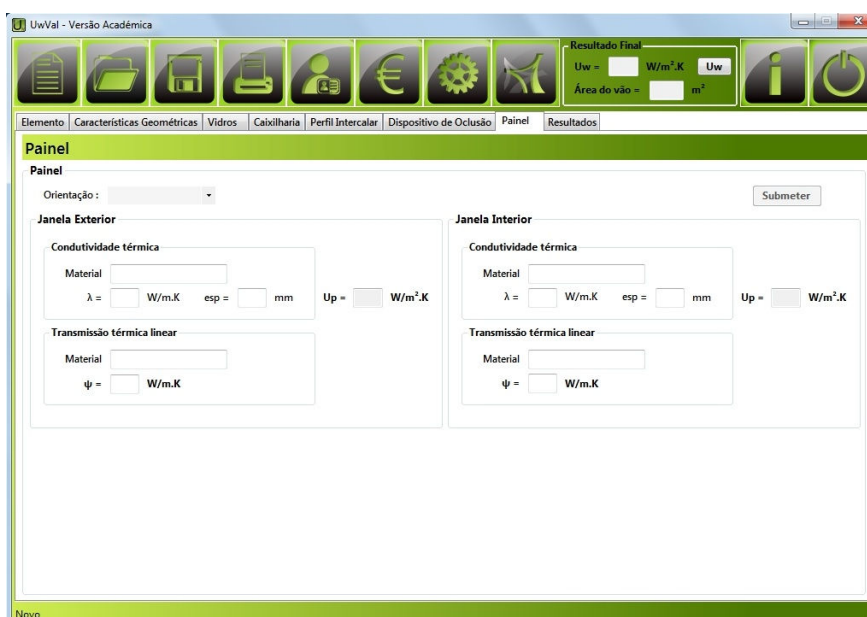 UwVal - Versão Académica
Resultado Final
Uw = W/m².K Uw
Área do vão = m²
Elemento Características Geométricas Vidros Caixilharia Perfil Intercalar Dispositivo de Oclusão Painel Resultados
Painel
Painel
Orientação : Submeter
Janela Exterior Janela Interior
Condutividade térmica Condutividade térmica
Material Material
λ = W/m.K esp = mm Up = W/m².K λ = W/m.K esp = mm Up = W/m².K
Transmissão térmica linear Transmissão térmica linear
Material Material
ψ = W/m.K ψ = W/m.K
Novo